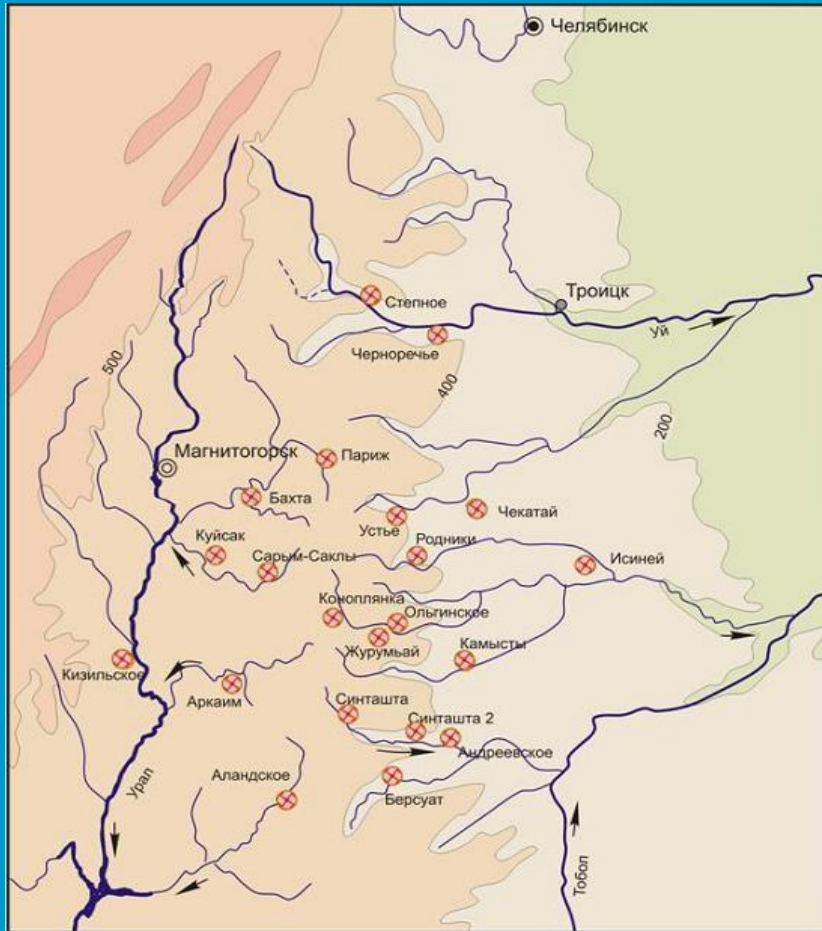 Челябинск
Степное
Троицк
Уй
Черноречье
500
400
200
Магнитогорск
Париж
Бахта
Чекатай
Устье
Куйсак
Родники
Сарым-Саклы
Исиней
Коноплянка
Ольгинское
Журумьай
Камысты
Кизильское
Аркаим
Синташта
Синташта 2
Андреевское
Аландское
Урал
Берсуат
Тобол